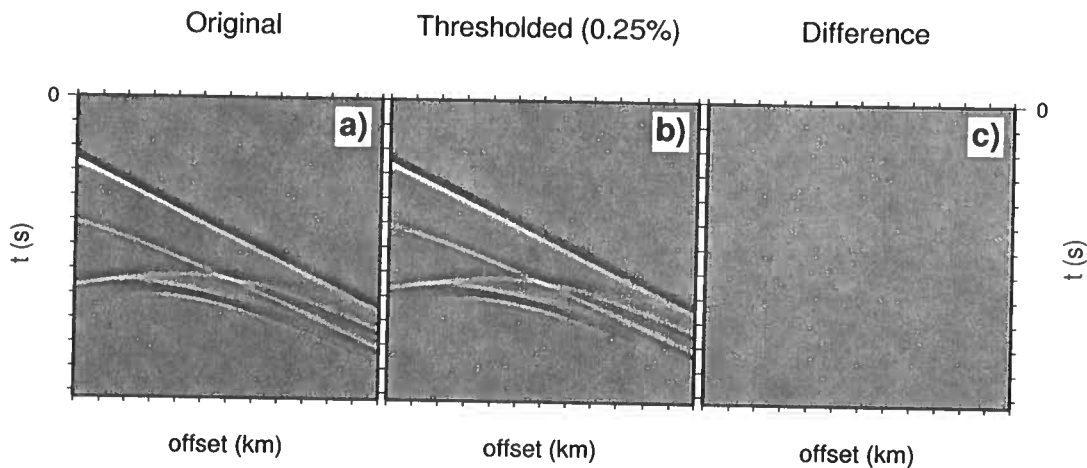 Original
Thresholded (0.25%)
Difference
0
a)
b)
c)
0
t (s)
t (s)
offset (km)
offset (km)
offset (km)